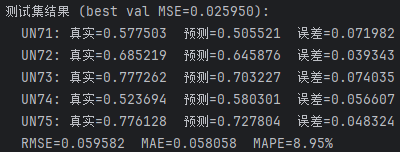 测试集结果 (best val MSE=0.025950):
UN71: 真实=0.577503 预测=0.505521 误差=0.071982
UN72: 真实=0.685219 预测=0.645876 误差=0.039343
UN73: 真实=0.777262 预测=0.703227 误差=0.074035
UN74: 真实=0.523694 预测=0.580301 误差=0.056607
UN75: 真实=0.776128 预测=0.727804 误差=0.048324
RMSE=0.059582 MAE=0.058058 MAPE=8.95%